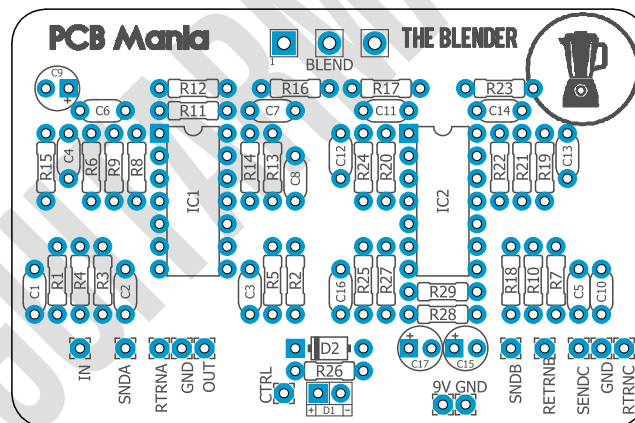 PCB Mania
THE BLENDER
1
BLEND
C9
+
R12
R16
R17
R23
R11
C6
C7
C11
C14
R15
C4
R6
R9
R8
IC1
R14
R13
C8
C12
R24
R20
IC2
R22
R21
R19
C13
C1
R1
R4
R3
C2
C3
R5
R2
C16
R25
R27
R29
R28
R18
R10
R7
C5
C10
+
C17
+
C15
D2
R26
+ D1 -
IN
SNDA
RTRNA
GND
OUT
CTRL
9V GND
SNDB
RETRNB
SENDC
GND
RTRNC